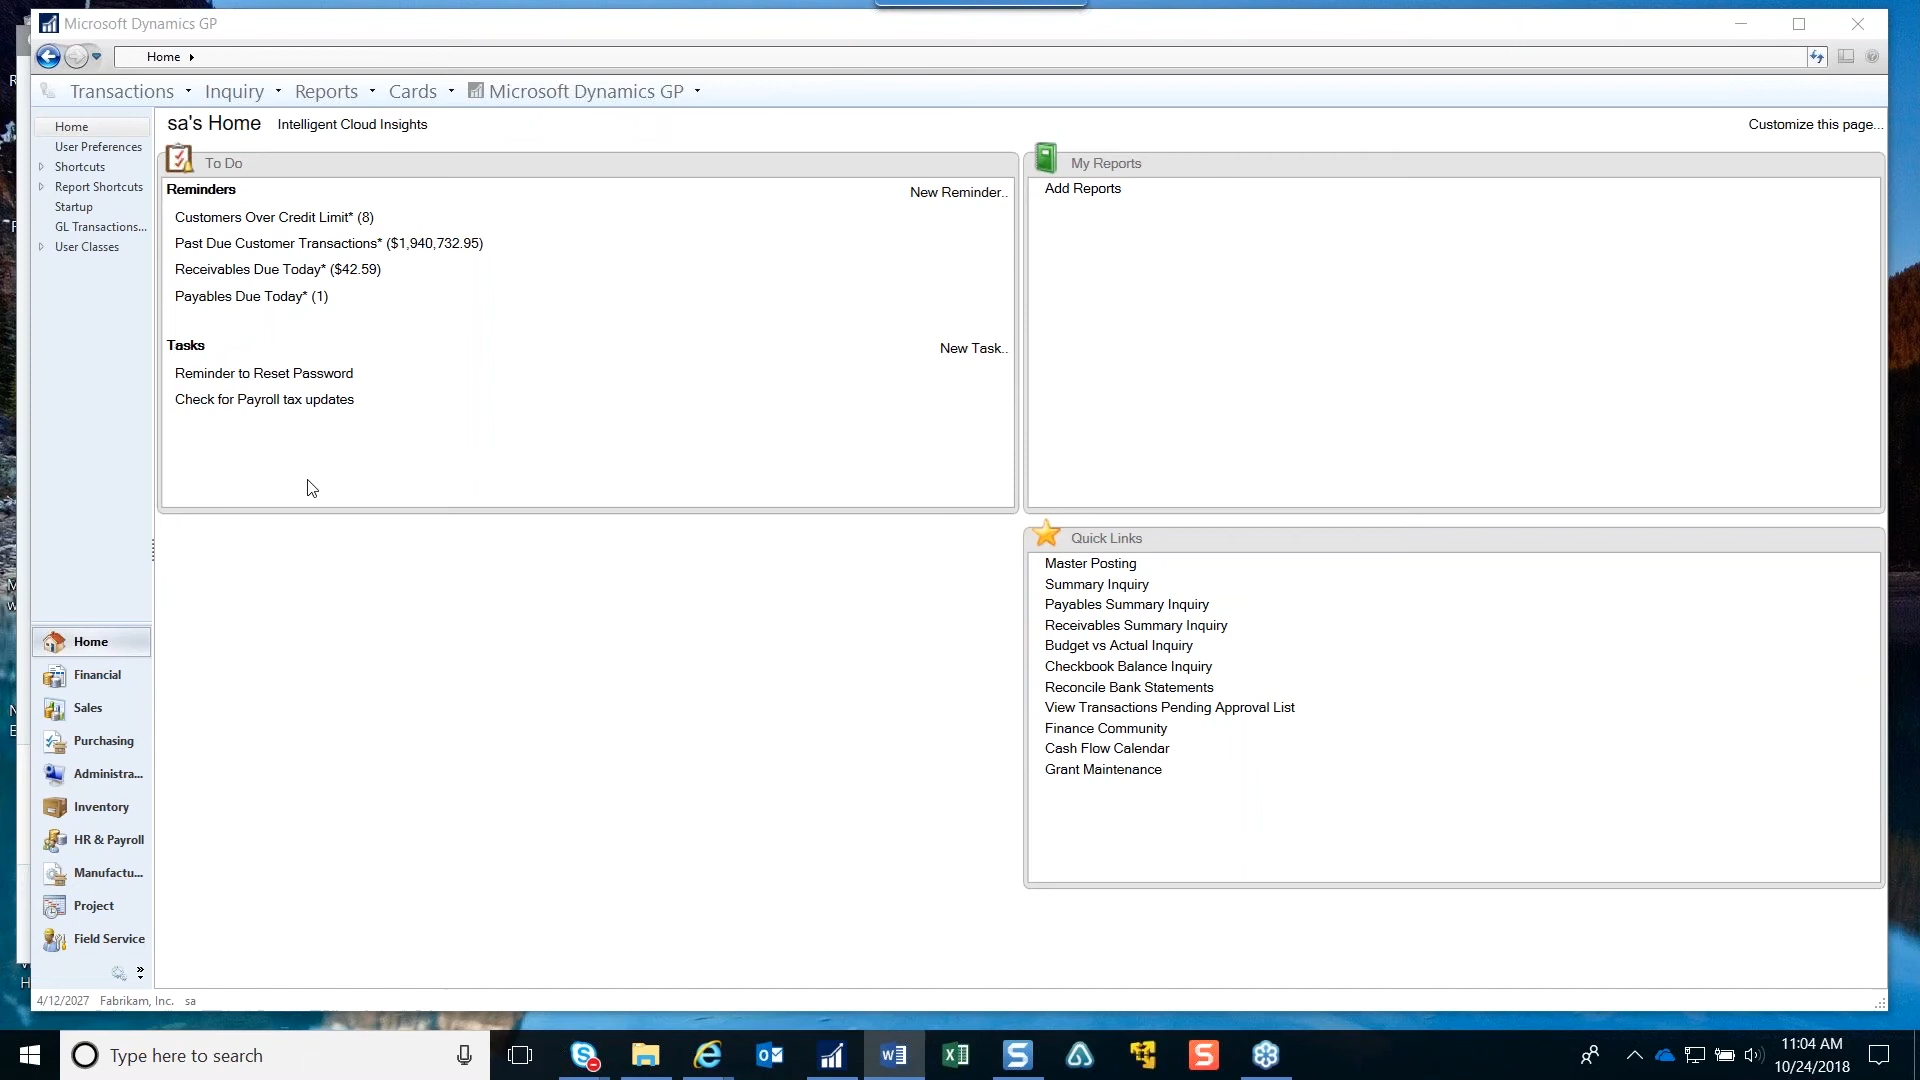 Microsoft Dynamics GP
Home
Transactions Inquiry Reports Cards Microsoft Dynamics GP
Home
User Preferences
Shortcuts
Report Shortcuts
Startup
GL Transactions...
User Classes
sa's Home Intelligent Cloud Insights
Customize this page...
To Do
Reminders
New Reminder..
Customers Over Credit Limit* (8)
Past Due Customer Transactions* ($1,940,732.95)
Receivables Due Today* ($42.59)
Payables Due Today* (1)
Tasks
New Task..
Reminder to Reset Password
Check for Payroll tax updates
My Reports
Add Reports
Quick Links
Master Posting
Summary Inquiry
Payables Summary Inquiry
Receivables Summary Inquiry
Budget vs Actual Inquiry
Checkbook Balance Inquiry
Reconcile Bank Statements
View Transactions Pending Approval List
Finance Community
Cash Flow Calendar
Grant Maintenance
Home
Financial
Sales
Purchasing
Administra...
Inventory
HR & Payroll
Manufactu...
Project
Field Service
4/12/2027 Fabrikam, Inc. sa
Type here to search
11:04 AM
10/24/2018